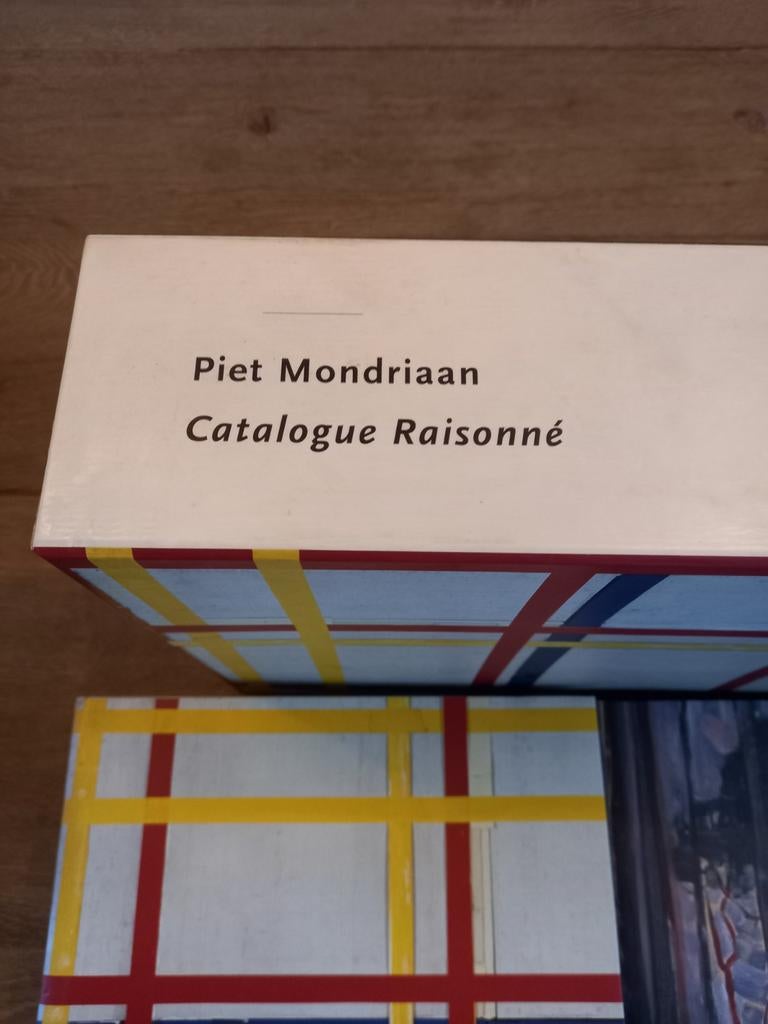 Piet Mondriaan
Catalogue Raisonné